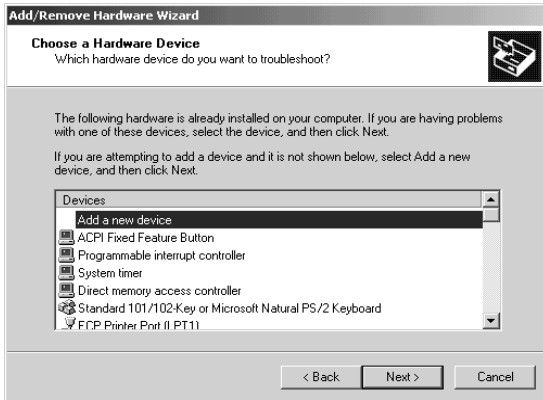 Add/Remove Hardware Wizard
Choose a Hardware Device
Which hardware device do you want to troubleshoot?
The following hardware is already installed on your computer. If you are having problems
with one of these devices, select the device, and then click Next.
If you are attempting to add a device and it is not shown below, select Add a new
device, and then click Next.
Devices
Add a new device
ACPI Fixed Feature Button
Programmable interrupt controller
System timer
Direct memory access controller
Standard 101/102-Key or Microsoft Natural PS/2 Keyboard
ECP Printer Port (LPT1)
< Back
Next >
Cancel